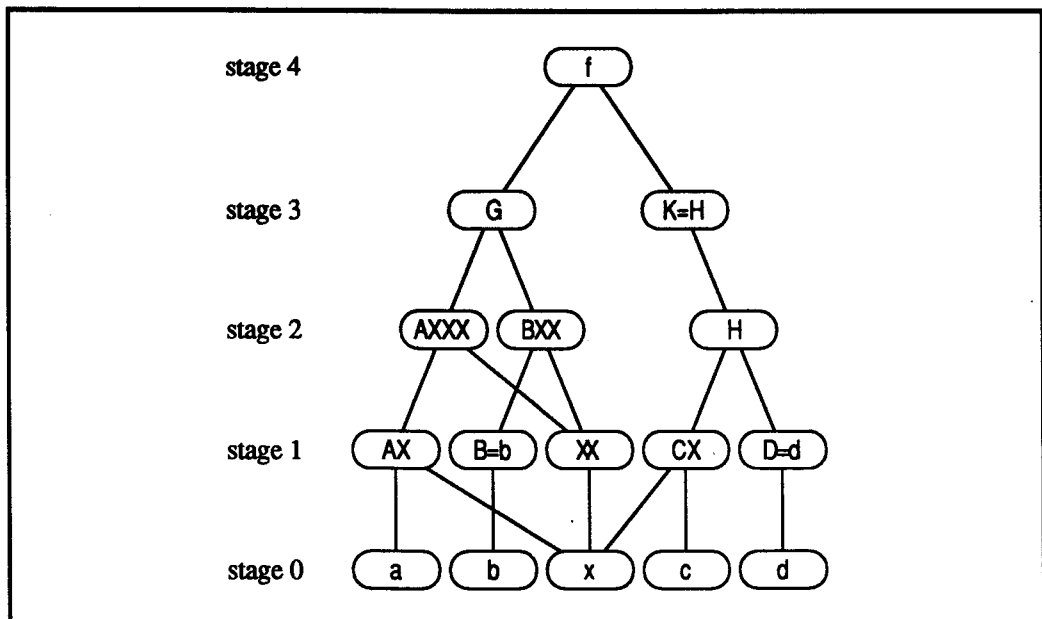 stage 4 f
stage 3 G K=H
stage 2 AXXX BXX H
stage 1 AX B=b XX CX D=d
stage 0 a b x c d